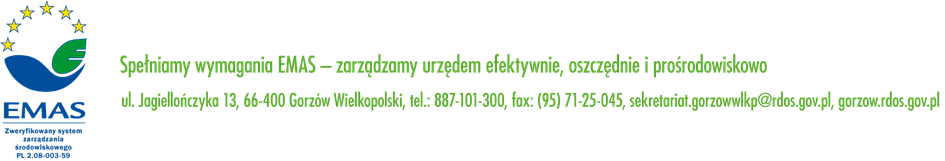 Spełniamy wymagania EMAS – zarządzamy urzędem efektywnie, oszczędnie i prośrodowiskowo
ul. Jagiellończyka 13, 66-400 Gorzów Wielkopolski, tel.: 887-101-300, fax: (95) 71-25-045, sekretariat.gorzowwlkp@rdos.gov.pl, gorzow.rdos.gov.pl
EMAS
Zweryfikowany system
zarządzania
środowiskowego
PL 2.08-003-59